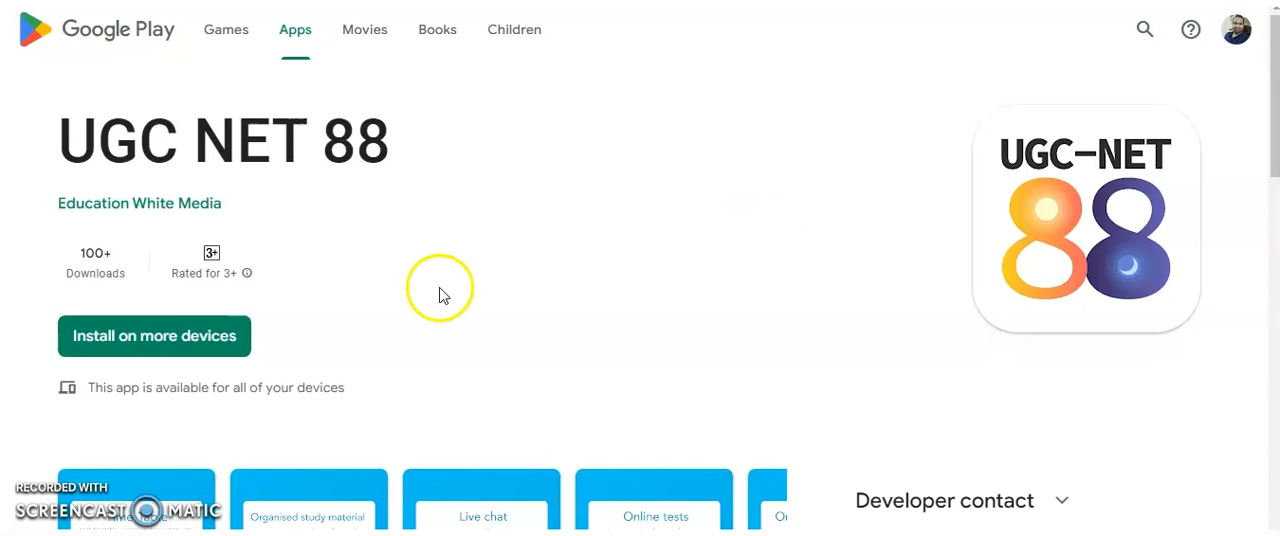 Google Play Games Apps Movies Books Children
UGC NET 88
Education White Media
100+
Downloads
3+
Rated for 3+
Install on more devices
This app is available for all of your devices
UGC-NET
88
Organised study material
Live chat
Online tests
Developer contact
RECORDED WITH
SCREENCAST MATIC